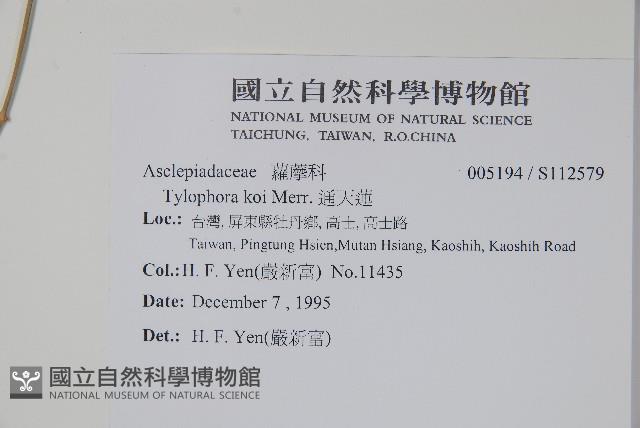 國立自然科學博物館
NATIONAL MUSEUM OF NATURAL SCIENCE
TAICHUNG, TAIWAN, R.O.CHINA
Asclepiadaceae 蘿藦科 005194 / S112579
Tylophora koi Merr. 通天蓮
Loc.: 台灣, 屏東縣牡丹鄉, 高士, 高士路
Taiwan, Pingtung Hsien,Mutan Hsiang, Kaoshih, Kaoshih Road
Col.:H. F. Yen(嚴新富) No.11435
Date: December 7 , 1995
Det.: H. F. Yen(嚴新富)
國立自然科學博物館
NATIONAL MUSEUM OF NATURAL SCIENCE